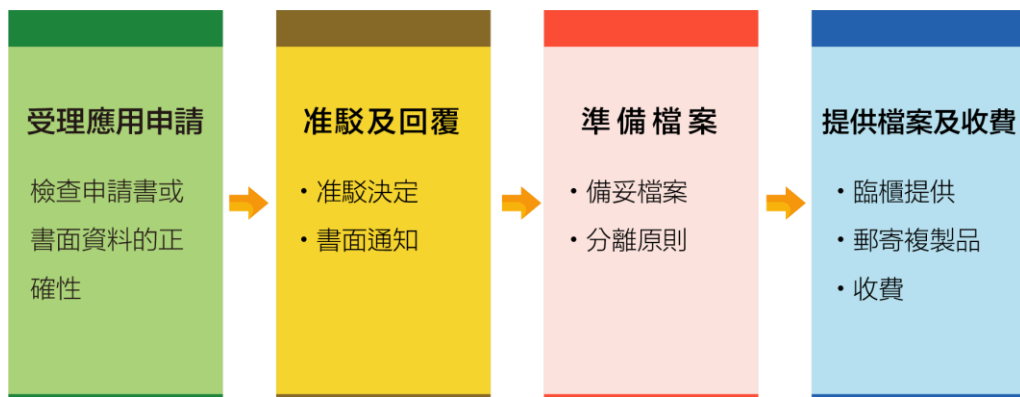 受理應用申請
檢查申請書或
書面資料的正
確性
准駁及回覆
・准駁決定
・書面通知
準備檔案
・備妥檔案
・分離原則
提供檔案及收費
・臨櫃提供
・郵寄複製品
・收費